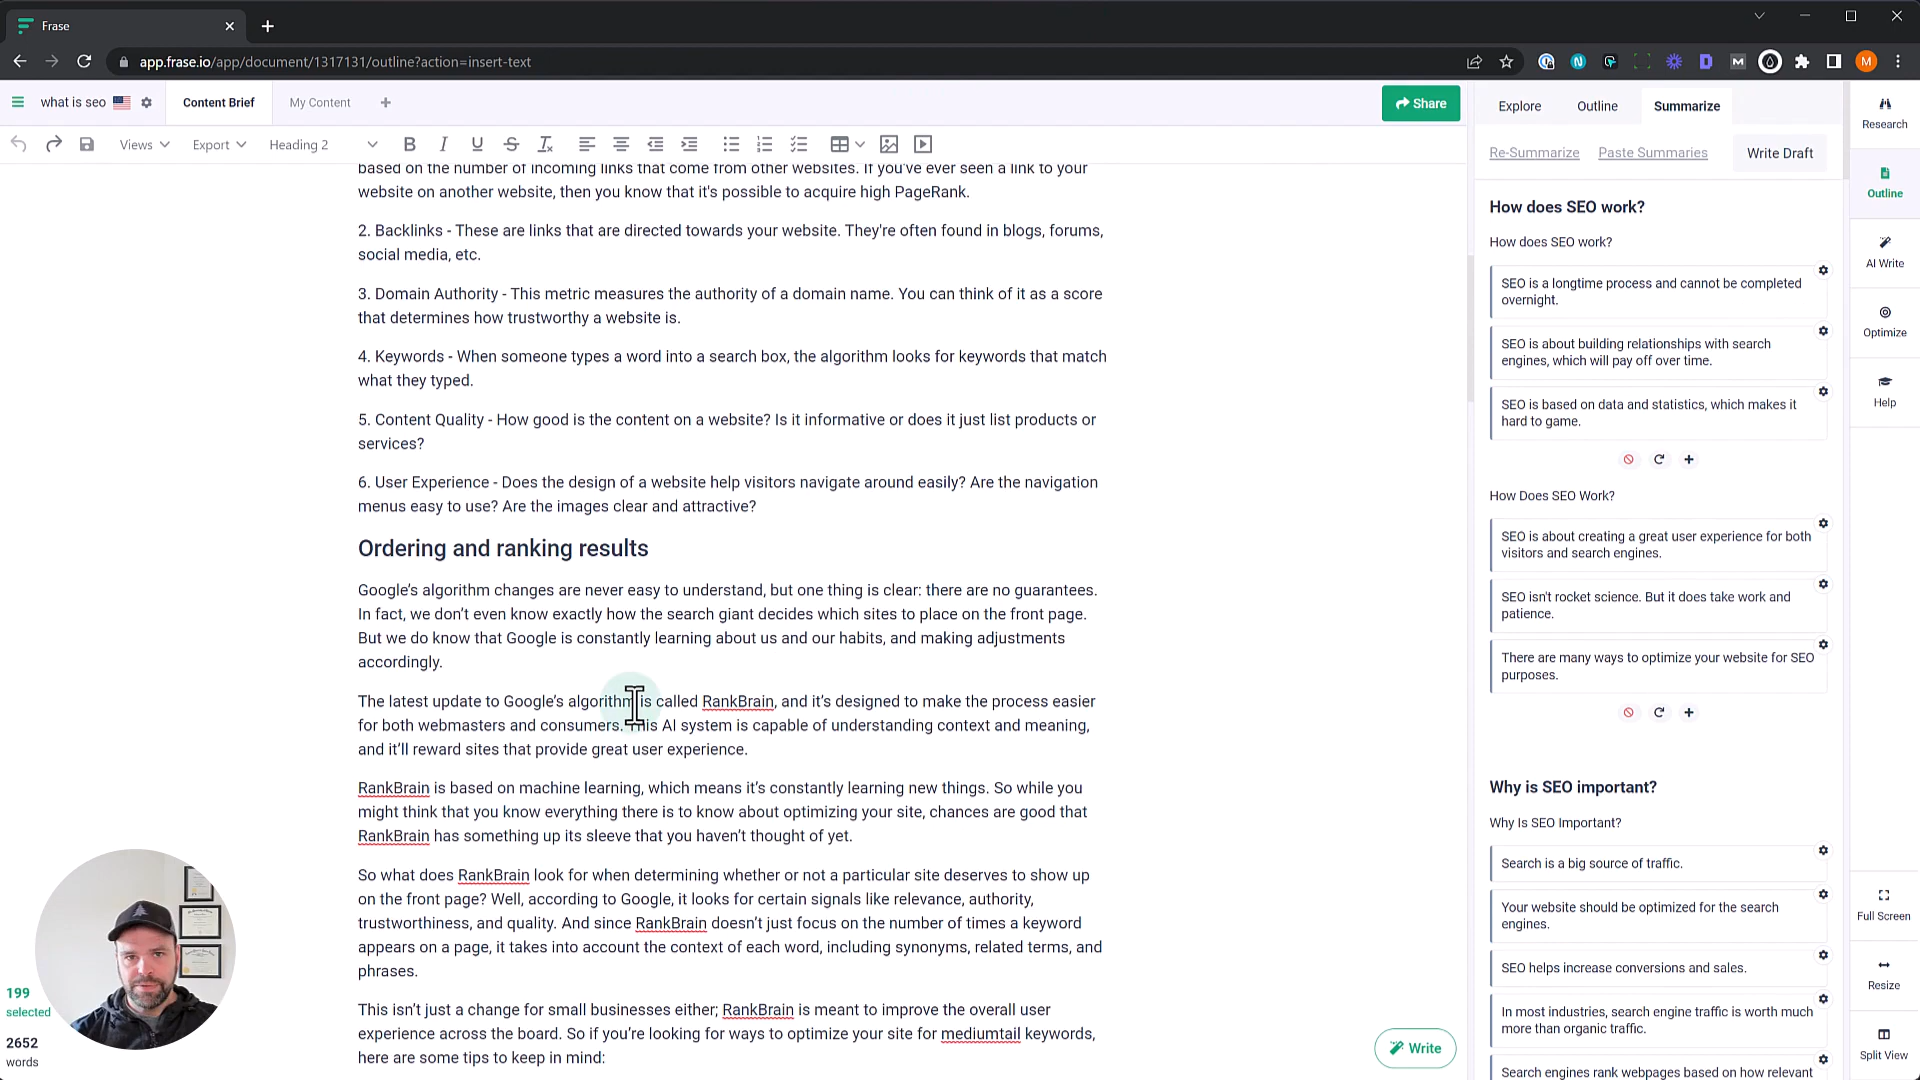 Frase
app.frase.io/app/document/1317131/outline?action=insert-text
M
what is seo
Content Brief
My Content
Share
Views
Export
Heading 2
based on the number of incoming links that come from other websites. If you've ever seen a link to your
website on another website, then you know that it's possible to acquire high PageRank.
2. Backlinks - These are links that are directed towards your website. They're often found in blogs, forums,
social media, etc.
3. Domain Authority - This metric measures the authority of a domain name. You can think of it as a score
that determines how trustworthy a website is.
4. Keywords - When someone types a word into a search box, the algorithm looks for keywords that match
what they typed.
5. Content Quality - How good is the content on a website? Is it informative or does it just list products or
services?
6. User Experience - Does the design of a website help visitors navigate around easily? Are the navigation
menus easy to use? Are the images clear and attractive?
Ordering and ranking results
Google’s algorithm changes are never easy to understand, but one thing is clear: there are no guarantees.
In fact, we don’t even know exactly how the search giant decides which sites to place on the front page.
But we do know that Google is constantly learning about us and our habits, and making adjustments
accordingly.
The latest update to Google’s algorithm is called RankBrain, and it’s designed to make the process easier
for both webmasters and consumers. This AI system is capable of understanding context and meaning,
and it’ll reward sites that provide great user experience.
RankBrain is based on machine learning, which means it’s constantly learning new things. So while you
might think that you know everything there is to know about optimizing your site, chances are good that
RankBrain has something up its sleeve that you haven’t thought of yet.
So what does RankBrain look for when determining whether or not a particular site deserves to show up
on the front page? Well, according to Google, it looks for certain signals like relevance, authority,
trustworthiness, and quality. And since RankBrain doesn’t just focus on the number of times a keyword
appears on a page, it takes into account the context of each word, including synonyms, related terms, and
phrases.
This isn’t just a change for small businesses either; RankBrain is meant to improve the overall user
experience across the board. So if you’re looking for ways to optimize your site for mediumtail keywords,
here are some tips to keep in mind:
199
selected
2652
words
Write
Explore
Outline
Summarize
Re-Summarize
Paste Summaries
Write Draft
How does SEO work?
How does SEO work?
SEO is a longtime process and cannot be completed
overnight.
SEO is about building relationships with search
engines, which will pay off over time.
SEO is based on data and statistics, which makes it
hard to game.
How Does SEO Work?
SEO is about creating a great user experience for both
visitors and search engines.
SEO isn't rocket science. But it does take work and
patience.
There are many ways to optimize your website for SEO
purposes.
Why is SEO important?
Why Is SEO Important?
Search is a big source of traffic.
Your website should be optimized for the search
engines.
SEO helps increase conversions and sales.
In most industries, search engine traffic is worth much
more than organic traffic.
Search engines rank webpages based on how relevant
Research
Outline
AI Write
Optimize
Help
Full Screen
Resize
Split View